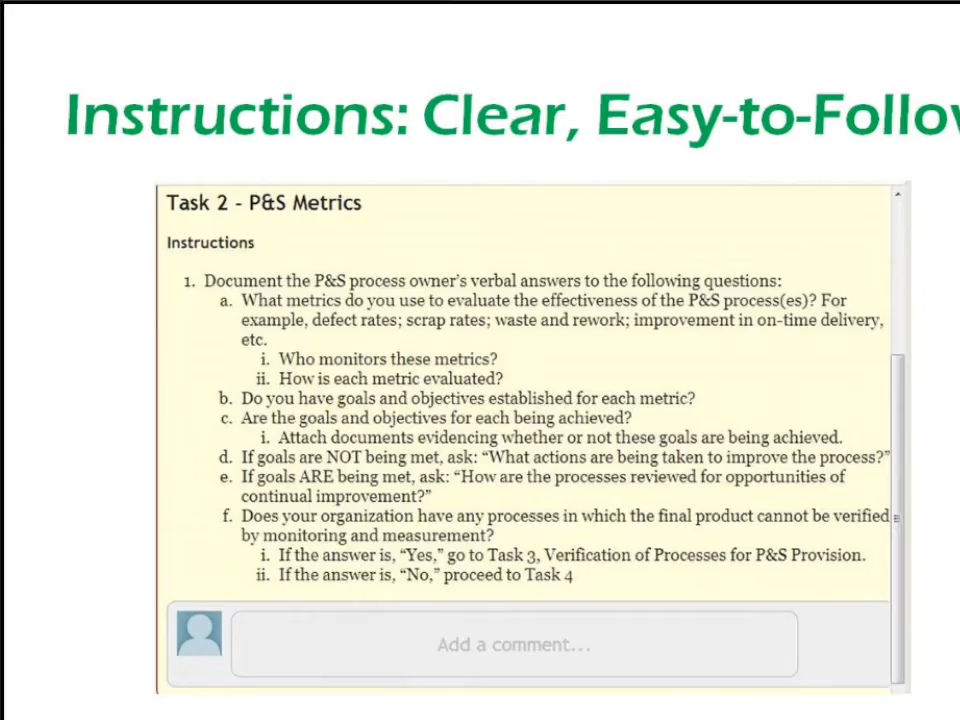 Instructions: Clear, Easy-to-Follow
Task 2 - P&S Metrics
Instructions
1. Document the P&S process owner's verbal answers to the following questions:
a. What metrics do you use to evaluate the effectiveness of the P&S process(es)? For
example, defect rates; scrap rates; waste and rework; improvement in on-time delivery,
etc.
i. Who monitors these metrics?
ii. How is each metric evaluated?
b. Do you have goals and objectives established for each metric?
c. Are the goals and objectives for each being achieved?
i. Attach documents evidencing whether or not these goals are being achieved.
d. If goals are NOT being met, ask: “What actions are being taken to improve the process?”
e. If goals ARE being met, ask: “How are the processes reviewed for opportunities of
continual improvement?”
f. Does your organization have any processes in which the final product cannot be verified
by monitoring and measurement?
i. If the answer is, “Yes,” go to Task 3, Verification of Processes for P&S Provision.
ii. If the answer is, “No,” proceed to Task 4
Add a comment...